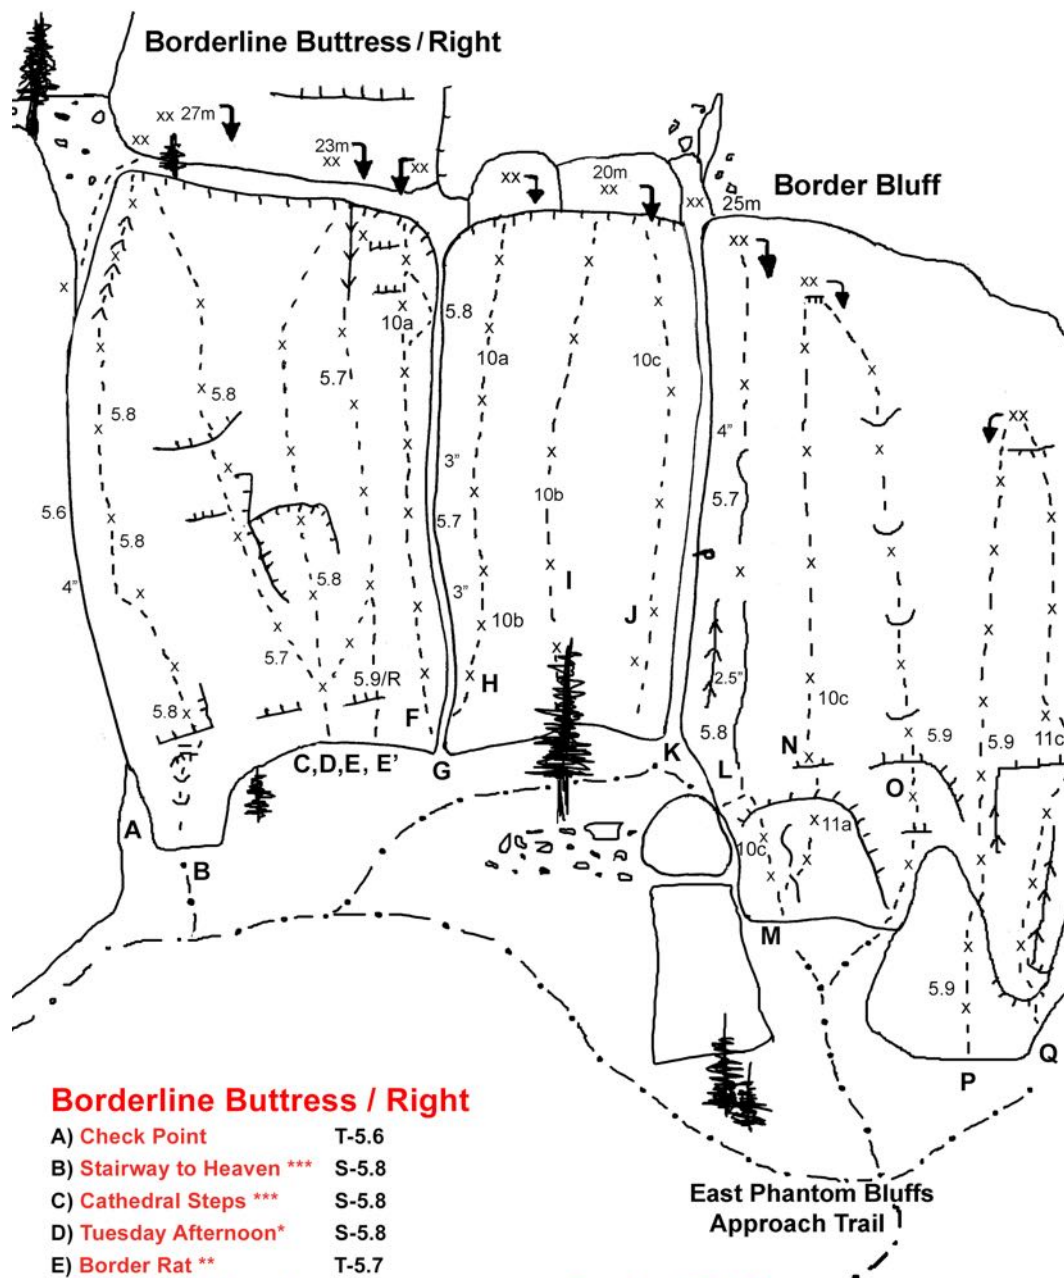 Borderline Buttress / Right
xx 27m
xx
23m
xx
xx
xx
20m
xx
xx
25m
Border Bluff
xx
xx
xx
5.8
10a
10a
10c
5.7
5.8
5.8
4"
3"
5.7
10b
5.6
5.8
5.7
4"
5.8
3"
I
J
10b
5.7
5.9/R
H
2.5"
10c
5.8
F
5.8
N
5.9
5.9
11c
C,D,E, E'
G
K
L
O
A
10c
11a
B
M
5.9
P
Q
Borderline Buttress / Right
A) Check Point T-5.6
B) Stairway to Heaven *** S-5.8
C) Cathedral Steps *** S-5.8
D) Tuesday Afternoon* S-5.8
E) Border Rat ** T-5.7
East Phantom Bluffs
Approach Trail